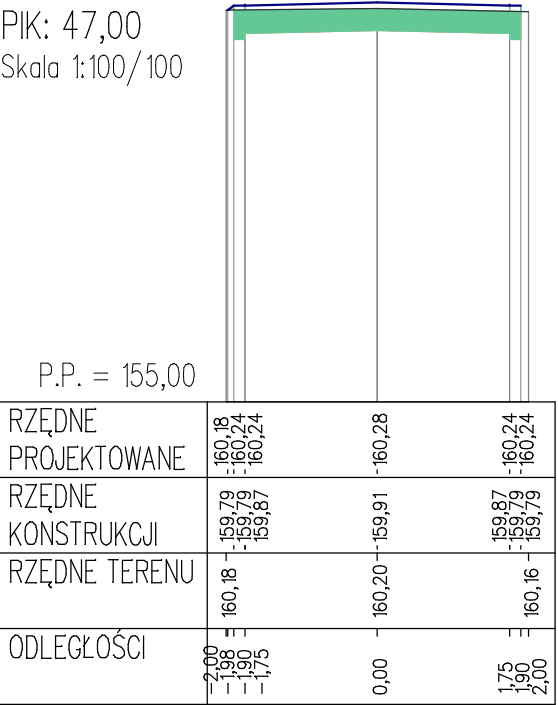 PIK: 47,00
Skala 1:100/100
P.P. = 155,00
RZĘDNE
PROJEKTOWANE
160,18
160,24
160,24
160,28
160,24
160,24
RZĘDNE
KONSTRUKCJI
159,79
159,79
159,87
159,91
159,87
159,79
159,79
RZĘDNE TERENU
160,18
160,20
160,16
ODLEGŁOŚCI
-2,00
-1,98
-1,90
-1,75
0,00
1,75
1,90
2,00